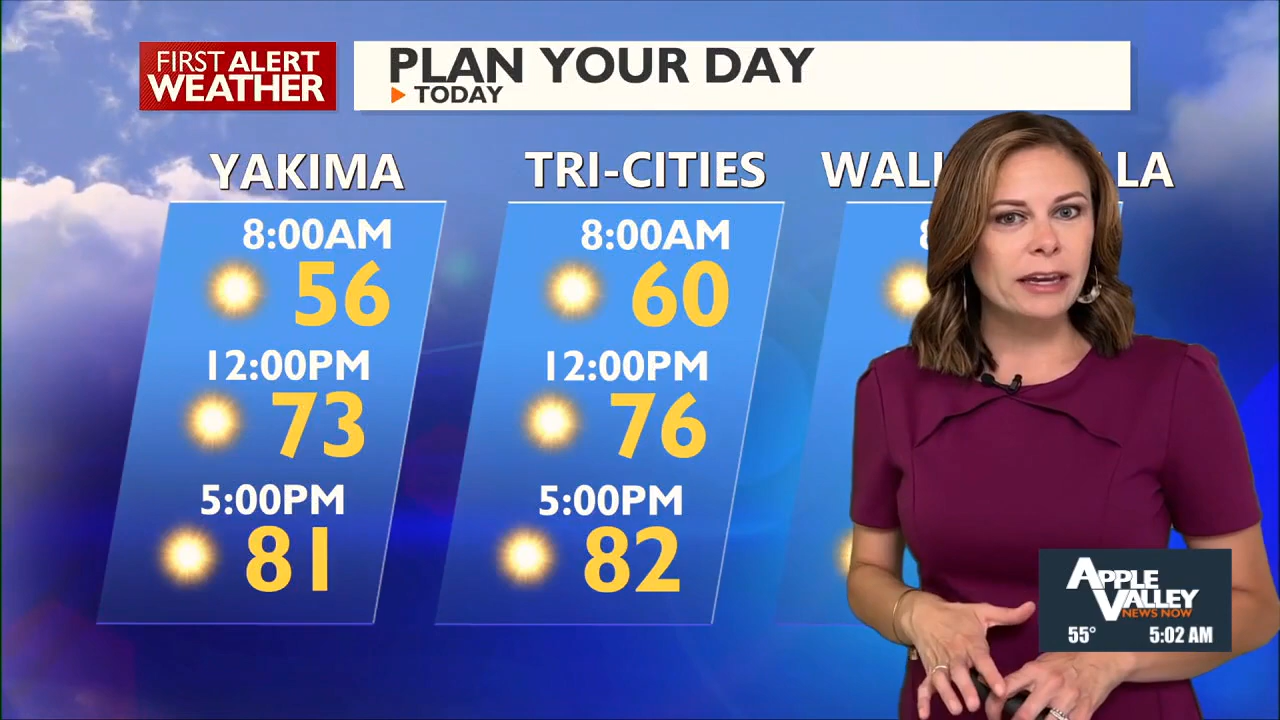 FIRST ALERT
WEATHER
PLAN YOUR DAY
TODAY
YAKIMA
8:00AM
56
12:00PM
73
5:00PM
81
TRI-CITIES
8:00AM
60
12:00PM
76
5:00PM
82
APPLE
VALLEY
NEWS NOW
55° 5:02 AM